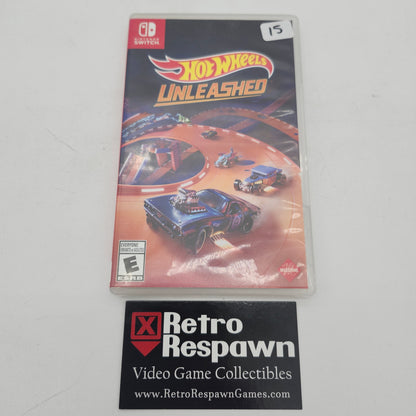 NINTENDO
SWITCH
15
HOT WHEELS
UNLEASHED
EVERYONE
E
ESRB
Retro
Respawn
Video Game Collectibles
www.RetroRespawnGames.com